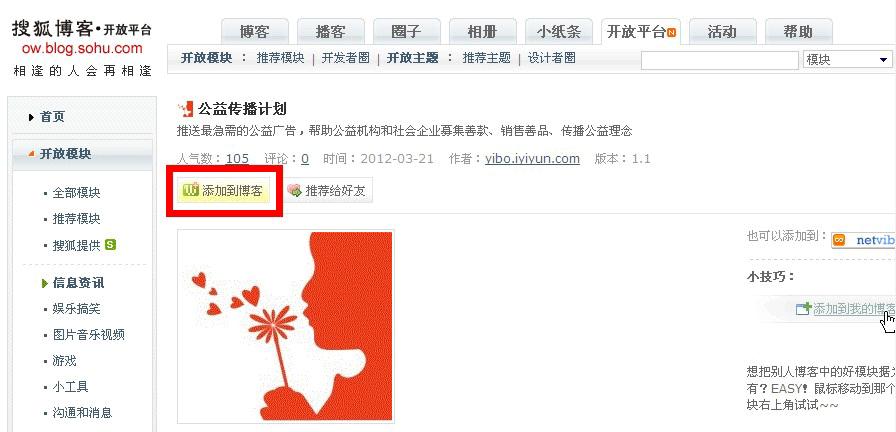 搜狐博客·开放平台
ow.blog.sohu.com
相逢的人会再相逢
博客 播客 圈子 相册 小纸条 开放平台N 活动 帮助
开放模块 ： 推荐模块 | 开发者圈 | 开放主题 ： 推荐主题 | 设计者圈 模块
首页
开放模块
全部模块
推荐模块
搜狐提供 S
信息资讯
娱乐搞笑
图片音乐视频
游戏
小工具
沟通和消息
公益传播计划
推送最急需的公益广告，帮助公益机构和社会企业募集善款、销售善品、传播公益理念
人气数：105 评论：0 时间：2012-03-21 作者：yibo.iyiyun.com 版本：1.1
添加到博客 推荐给好友
也可以添加到： netvib
小技巧：
添加到我的博客
想把别人博客中的好模块据为
有？EASY！鼠标移动到那个
块右上角试试~~